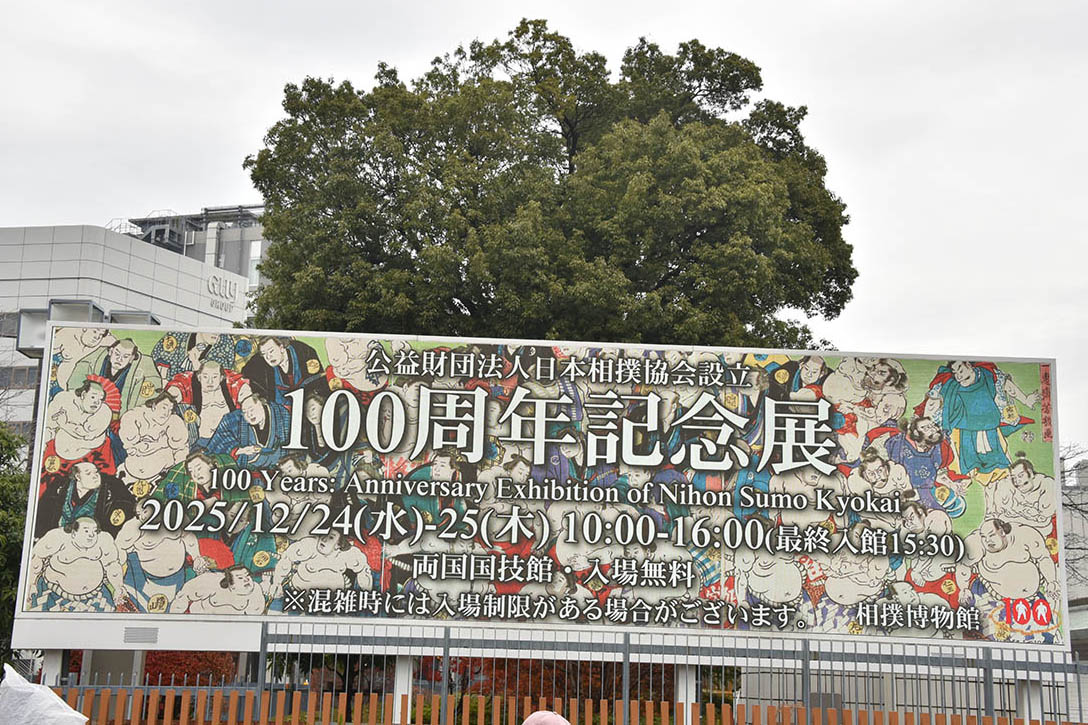 公益財団法人日本相撲協会設立
100周年記念展
100 Years: Anniversary Exhibition of Nihon Sumo Kyokai
2025/12/24(水)-25(木) 10:00-16:00(最終入館15:30)
両国国技館・入場無料
※混雑時には入場制限がある場合がございます。
相撲博物館
100